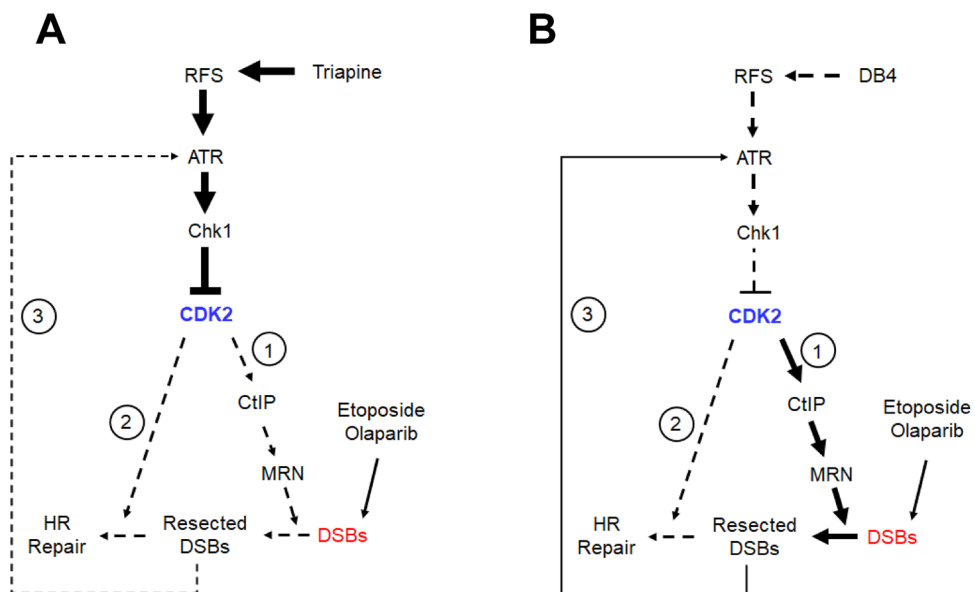 A
RFS
Triapine
ATR
Chk1
3
CDK2
1
CtIP
2
Etoposide
Olaparib
MRN
HR
Repair
Resected
DSBs
DSBs
B
RFS
DB4
ATR
Chk1
3
CDK2
1
CtIP
2
Etoposide
Olaparib
MRN
HR
Repair
Resected
DSBs
DSBs